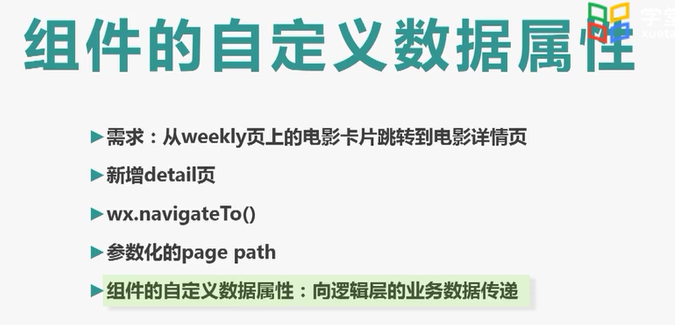 组件的自定义数据属性
需求：从weekly页上的电影卡片跳转到电影详情页
新增detail页
wx.navigateTo()
参数化的page path
组件的自定义数据属性：向逻辑层的业务数据传递